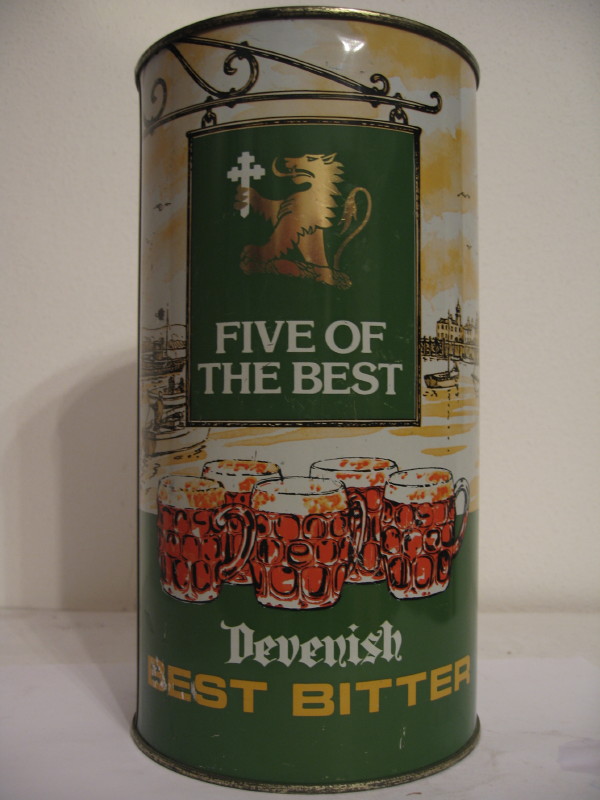 FIVE OF
THE BEST
Devenish
BEST BITTER